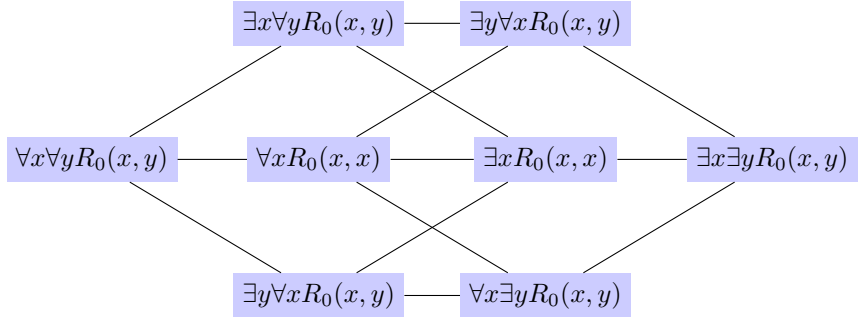 ∃x∀yR₀(x, y) ∃y∀xR₀(x, y)
∀x∀yR₀(x, y) ∀xR₀(x, x) ∃xR₀(x, x) ∃x∃yR₀(x, y)
∃y∀xR₀(x, y) ∀x∃yR₀(x, y)